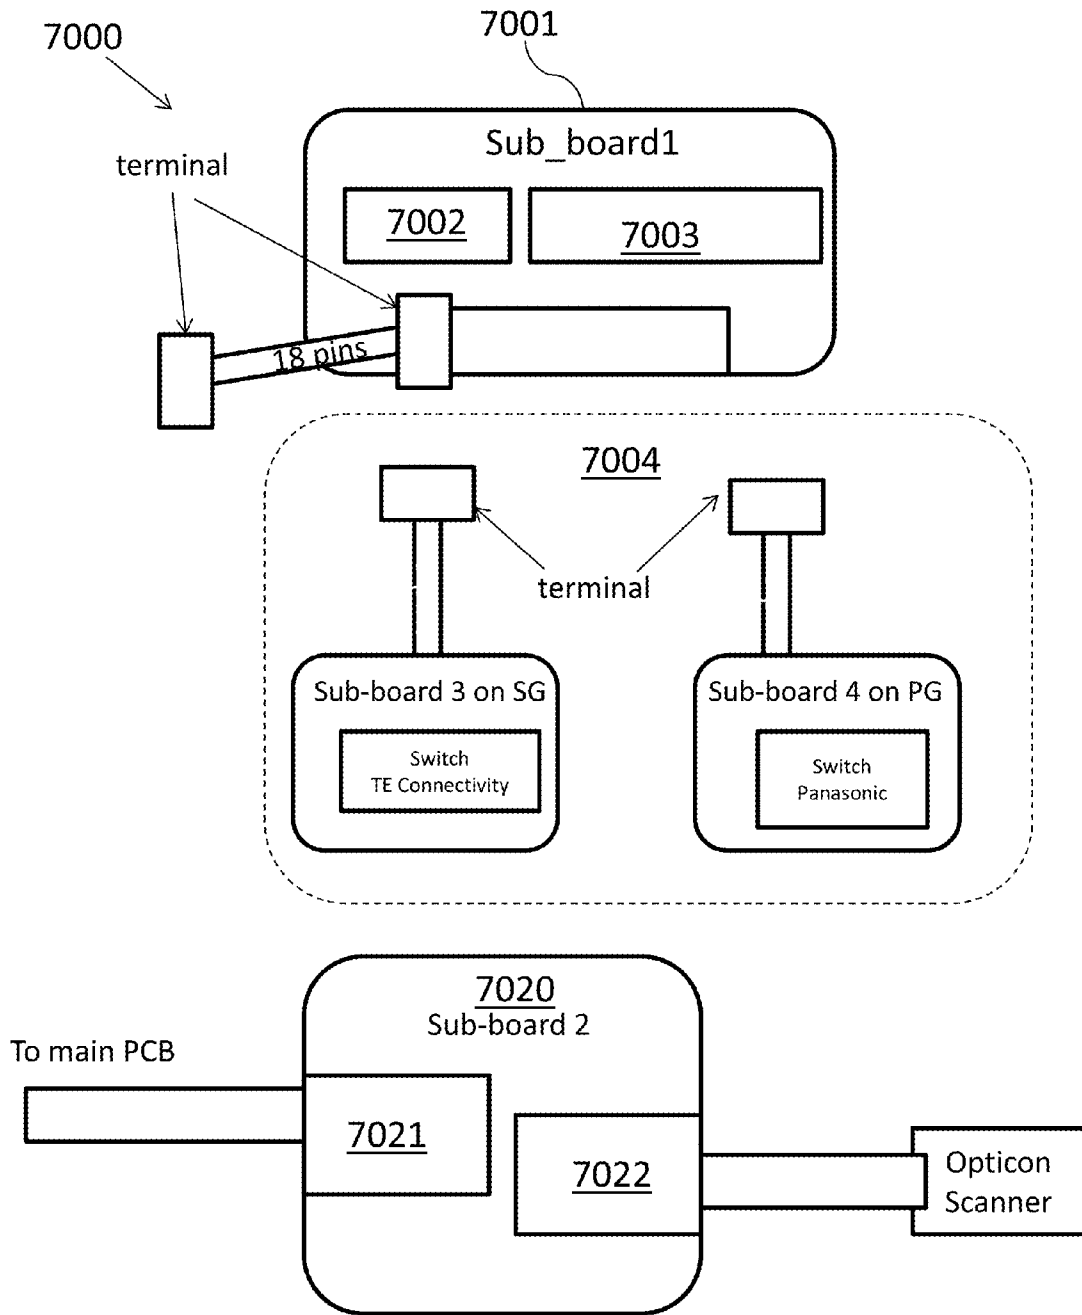 7000
7001
terminal
Sub_board1
7002
7003
18 pins
7004
terminal
Sub-board 3 on SG
Switch
TE Connectivity
Sub-board 4 on PG
Switch
Panasonic
7020
Sub-board 2
To main PCB
7021
7022
Opticon
Scanner